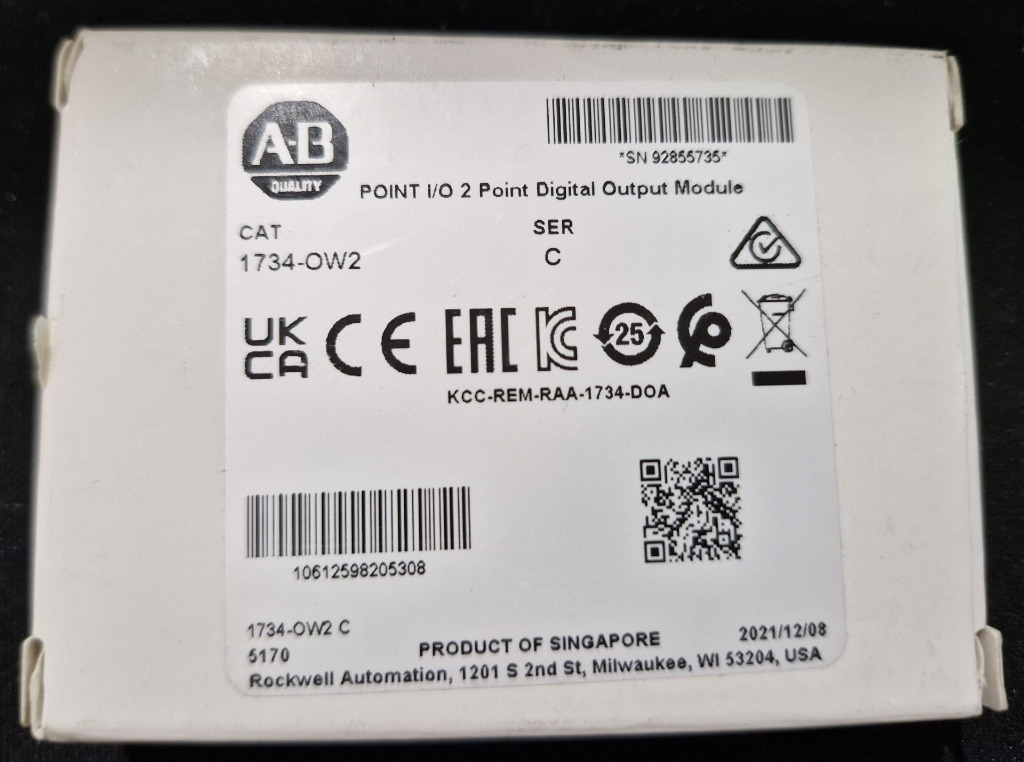 A-B
QUALITY
*SN 92855735*
POINT I/O 2 Point Digital Output Module
CAT
SER
1734-OW2
C
UK
CA
CE
EAC
KC
25
KCC-REM-RAA-1734-DOA
10612598205308
1734-OW2 C
5170
PRODUCT OF SINGAPORE
2021/12/08
Rockwell Automation, 1201 S 2nd St, Milwaukee, WI 53204, USA